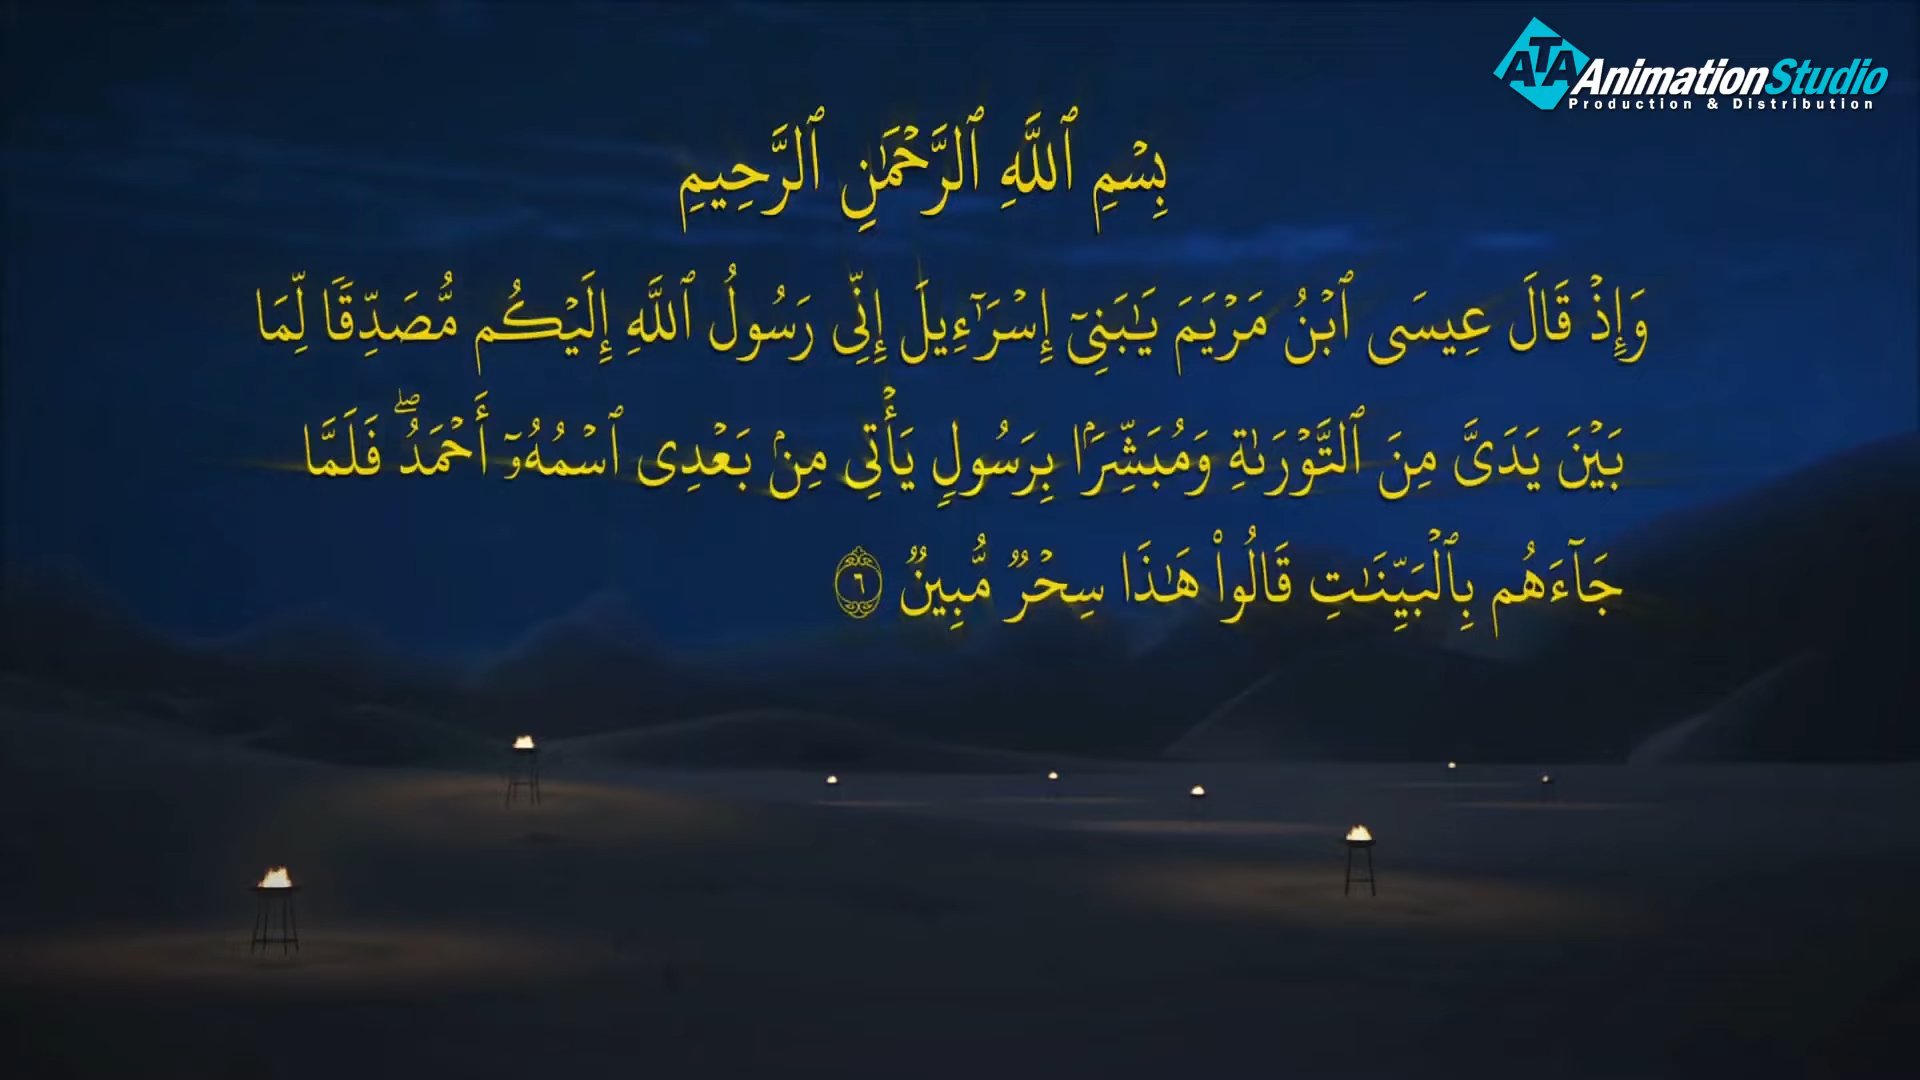 ATA AnimationStudio
Production & Distribution
بِسْمِ ٱللَّهِ ٱلرَّحْمَٰنِ ٱلرَّحِيمِ
وَإِذْ قَالَ عِيسَى ٱبْنُ مَرْيَمَ يَٰبَنِىٓ إِسْرَٰٓءِيلَ إِنِّى رَسُولُ ٱللَّهِ إِلَيْكُم مُّصَدِّقًا لِّمَا
بَيْنَ يَدَىَّ مِنَ ٱلتَّوْرَىٰةِ وَمُبَشِّرًۢا بِرَسُولٍ يَأْتِى مِنۢ بَعْدِى ٱسْمُهُۥٓ أَحْمَدُ ۖ فَلَمَّا
جَآءَهُم بِٱلْبَيِّنَٰتِ قَالُوا۟ هَٰذَا سِحْرٌ مُّبِينٌ ٦